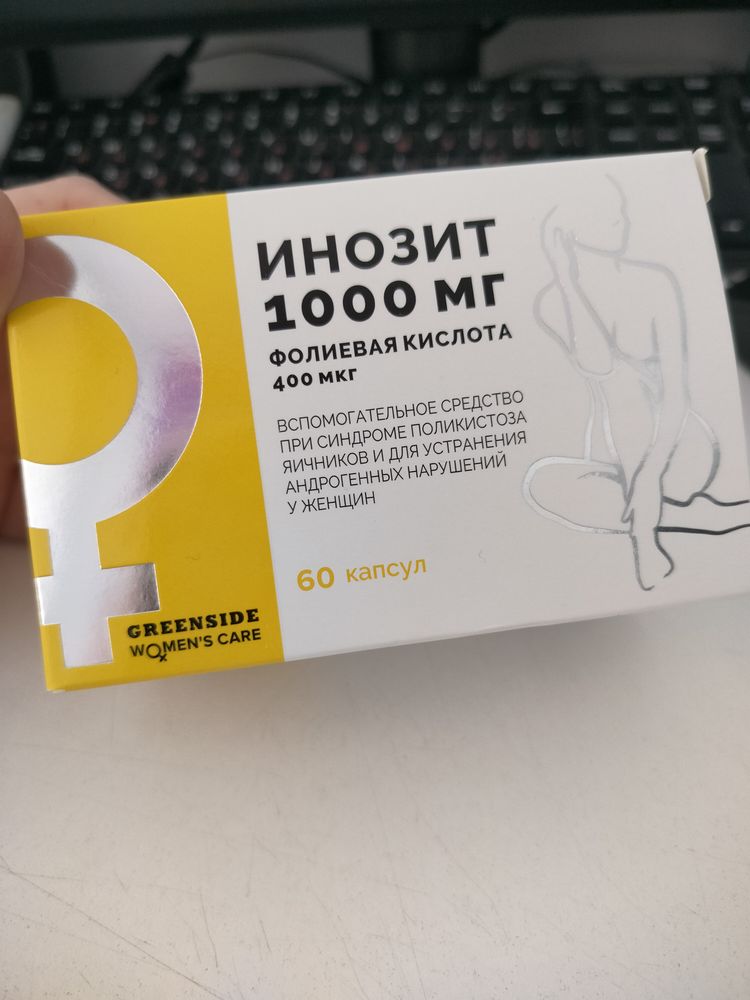 ИНОЗИТ
1000 МГ
ФОЛИЕВАЯ КИСЛОТА
400 МКГ
ВСПОМОГАТЕЛЬНОЕ СРЕДСТВО
ПРИ СИНДРОМЕ ПОЛИКИСТОЗА
ЯИЧНИКОВ И ДЛЯ УСТРАНЕНИЯ
АНДРОГЕННЫХ НАРУШЕНИЙ
У ЖЕНЩИН
60 капсул
GREENSIDE
WOMEN'S CARE